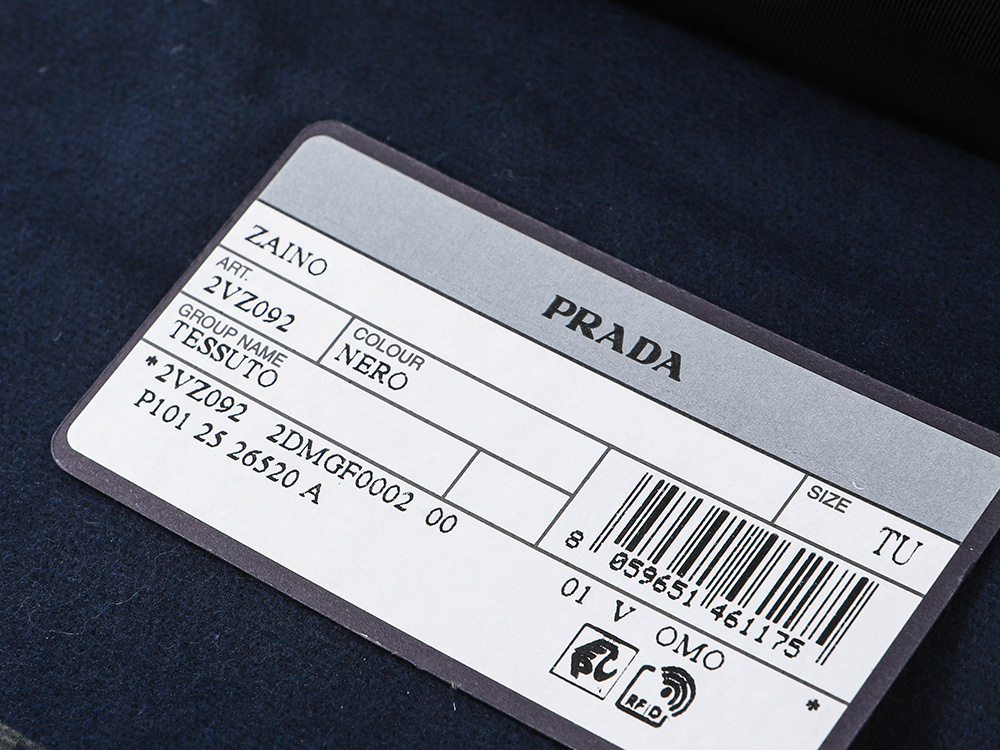 PRADA
ZAINO
SIZE
TU
ART.
2VZ092
COLOUR
NERO
GROUP NAME
TESSUTO
*2VZ092 2DMGF0002 00
P101 25 26520 A
8 059651 461175
01 V OMO
*
RFID